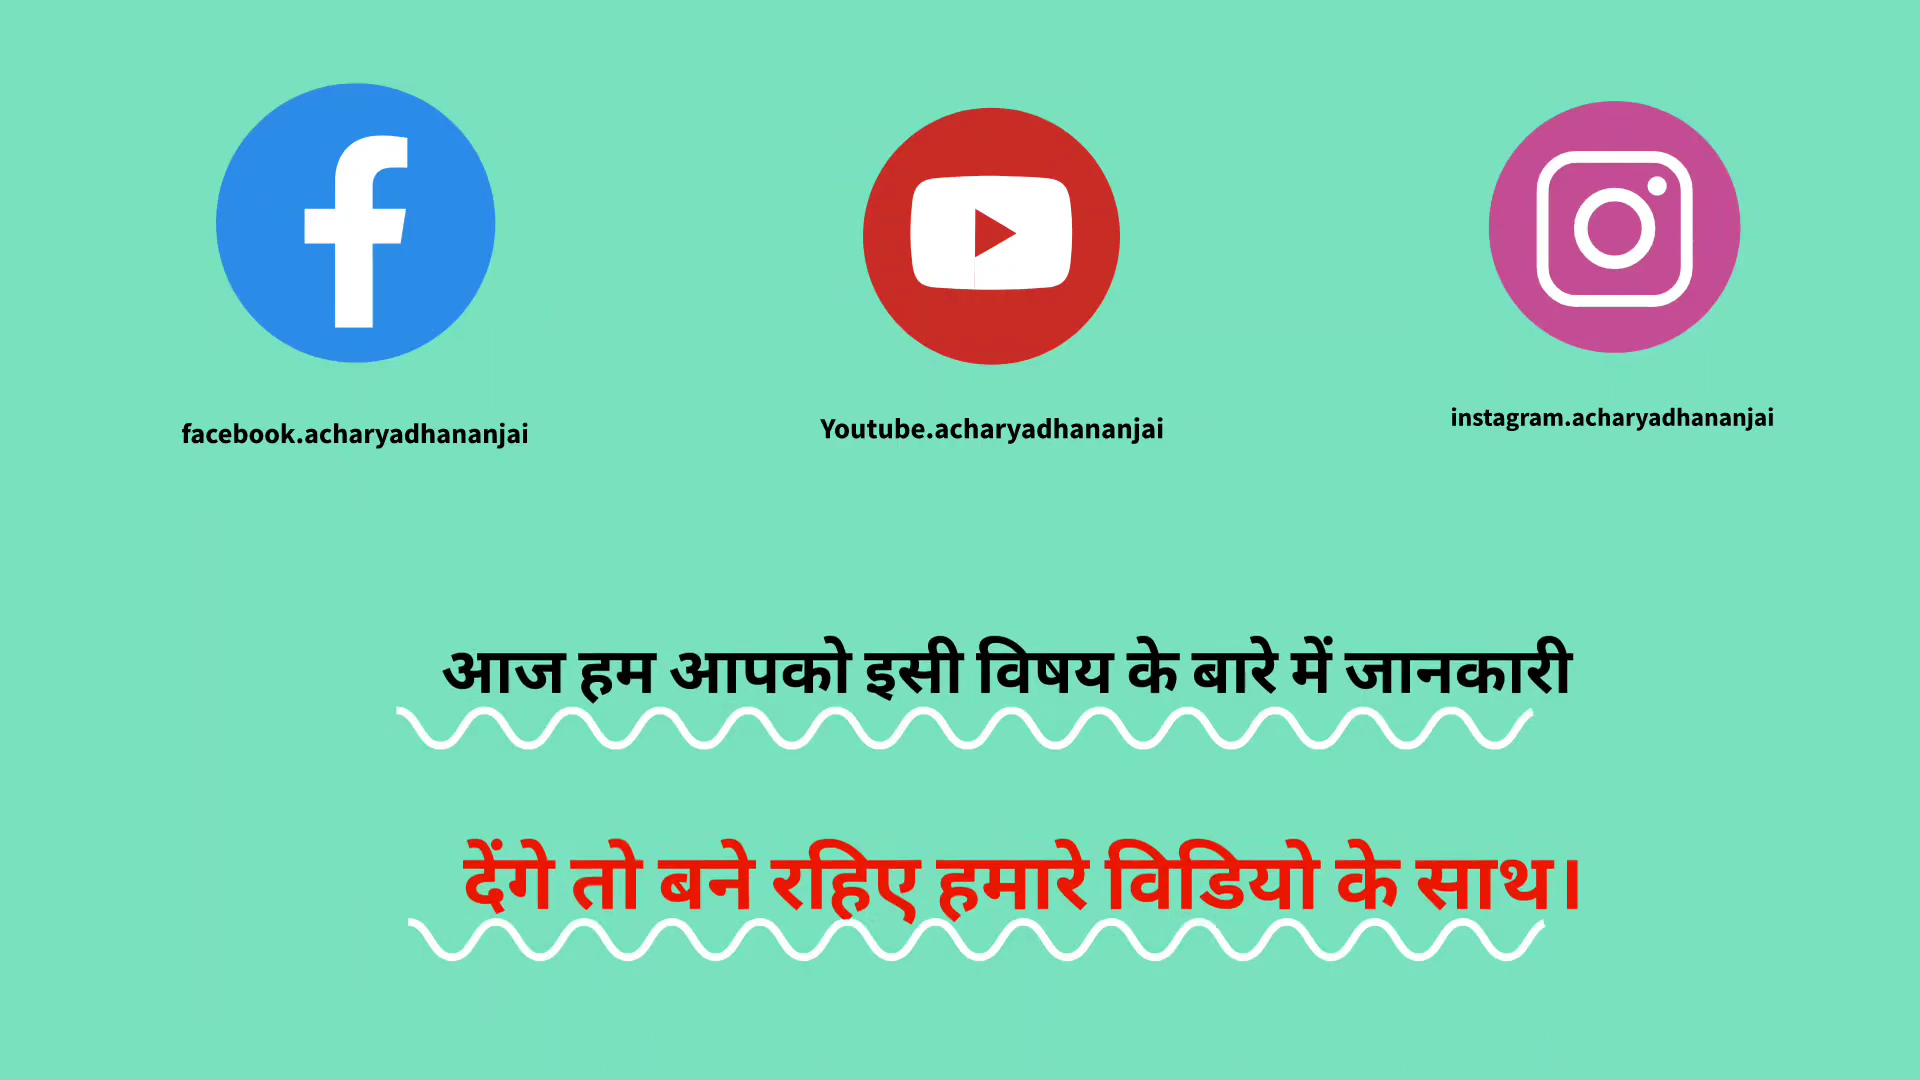 facebook.acharyadhananjai
Youtube.acharyadhananjai
instagram.acharyadhananjai
आज हम आपको इसी विषय के बारे में जानकारी
देंगे तो बने रहिए हमारे विडियो के साथ।